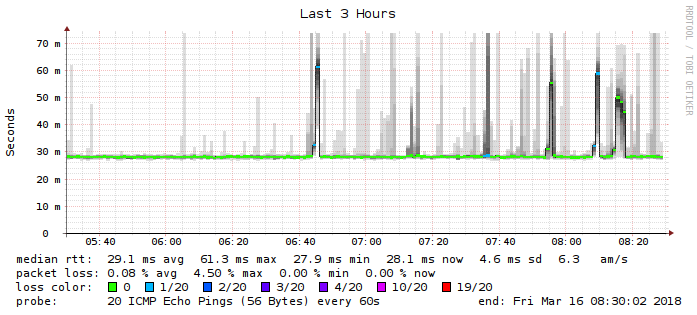 Last 3 Hours
RRDTOOL / TOBI OETIKER
Seconds
70 m
60 m
50 m
40 m
30 m
20 m
10 m
0
05:40 06:00 06:20 06:40 07:00 07:20 07:40 08:00 08:20
median rtt: 29.1 ms avg 61.3 ms max 27.9 ms min 28.1 ms now 4.6 ms sd 6.3 am/s
packet loss: 0.08 % avg 4.50 % max 0.00 % min 0.00 % now
loss color: 0 1/20 2/20 3/20 4/20 10/20 19/20
probe: 20 ICMP Echo Pings (56 Bytes) every 60s end: Fri Mar 16 08:30:02 2018